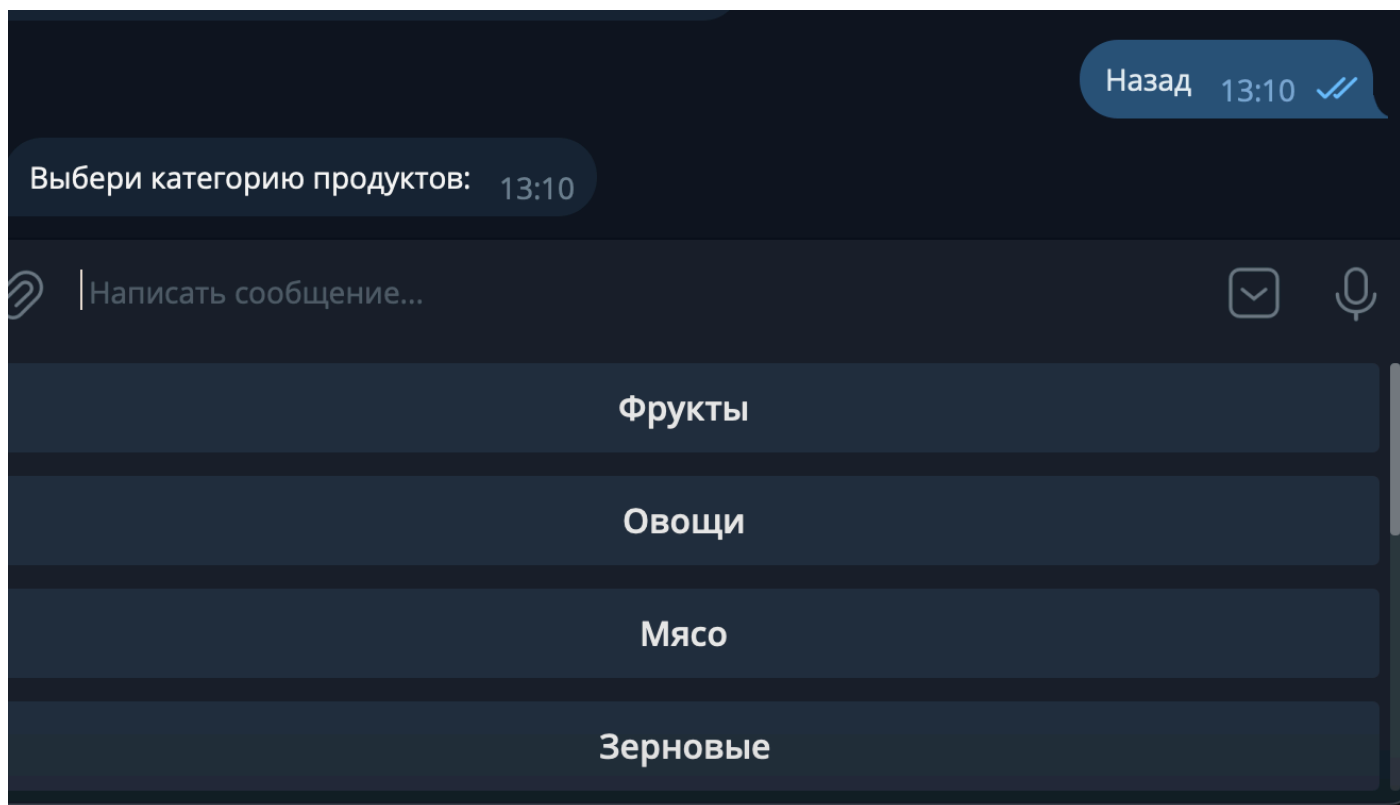 Назад 13:10
Выбери категорию продуктов: 13:10
Написать сообщение...
Фрукты
Овощи
Мясо
Зерновые